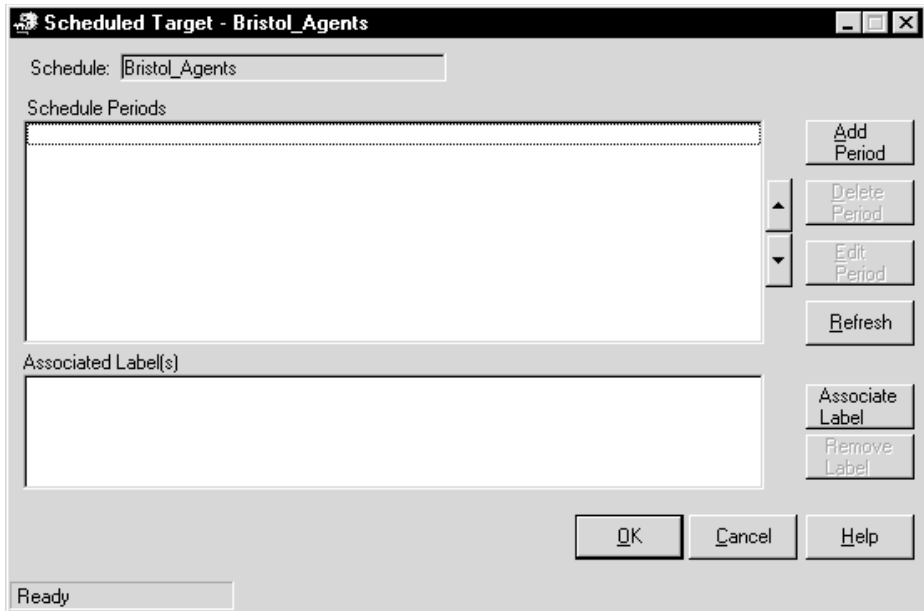 Scheduled Target - Bristol_Agents
Schedule: Bristol_Agents
Schedule Periods
Add
Period
Delete
Period
Edit
Period
Refresh
Associated Label(s)
Associate
Label
Remove
Label
OK Cancel Help
Ready